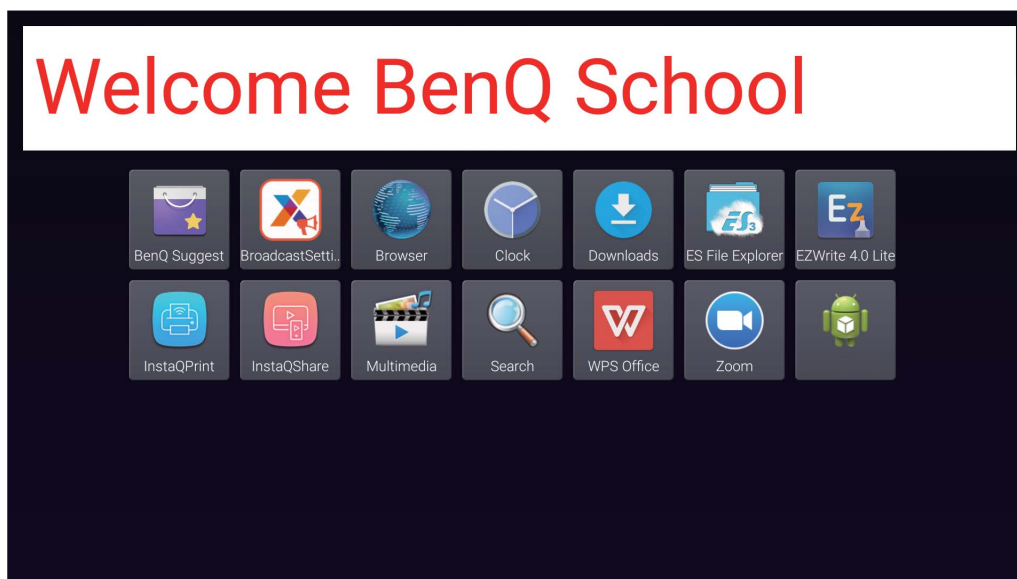 Welcome BenQ School
BenQ Suggest
BroadcastSetti..
Browser
Clock
Downloads
ES File Explorer
EZWrite 4.0 Lite
InstaQPrint
InstaQShare
Multimedia
Search
WPS Office
Zoom